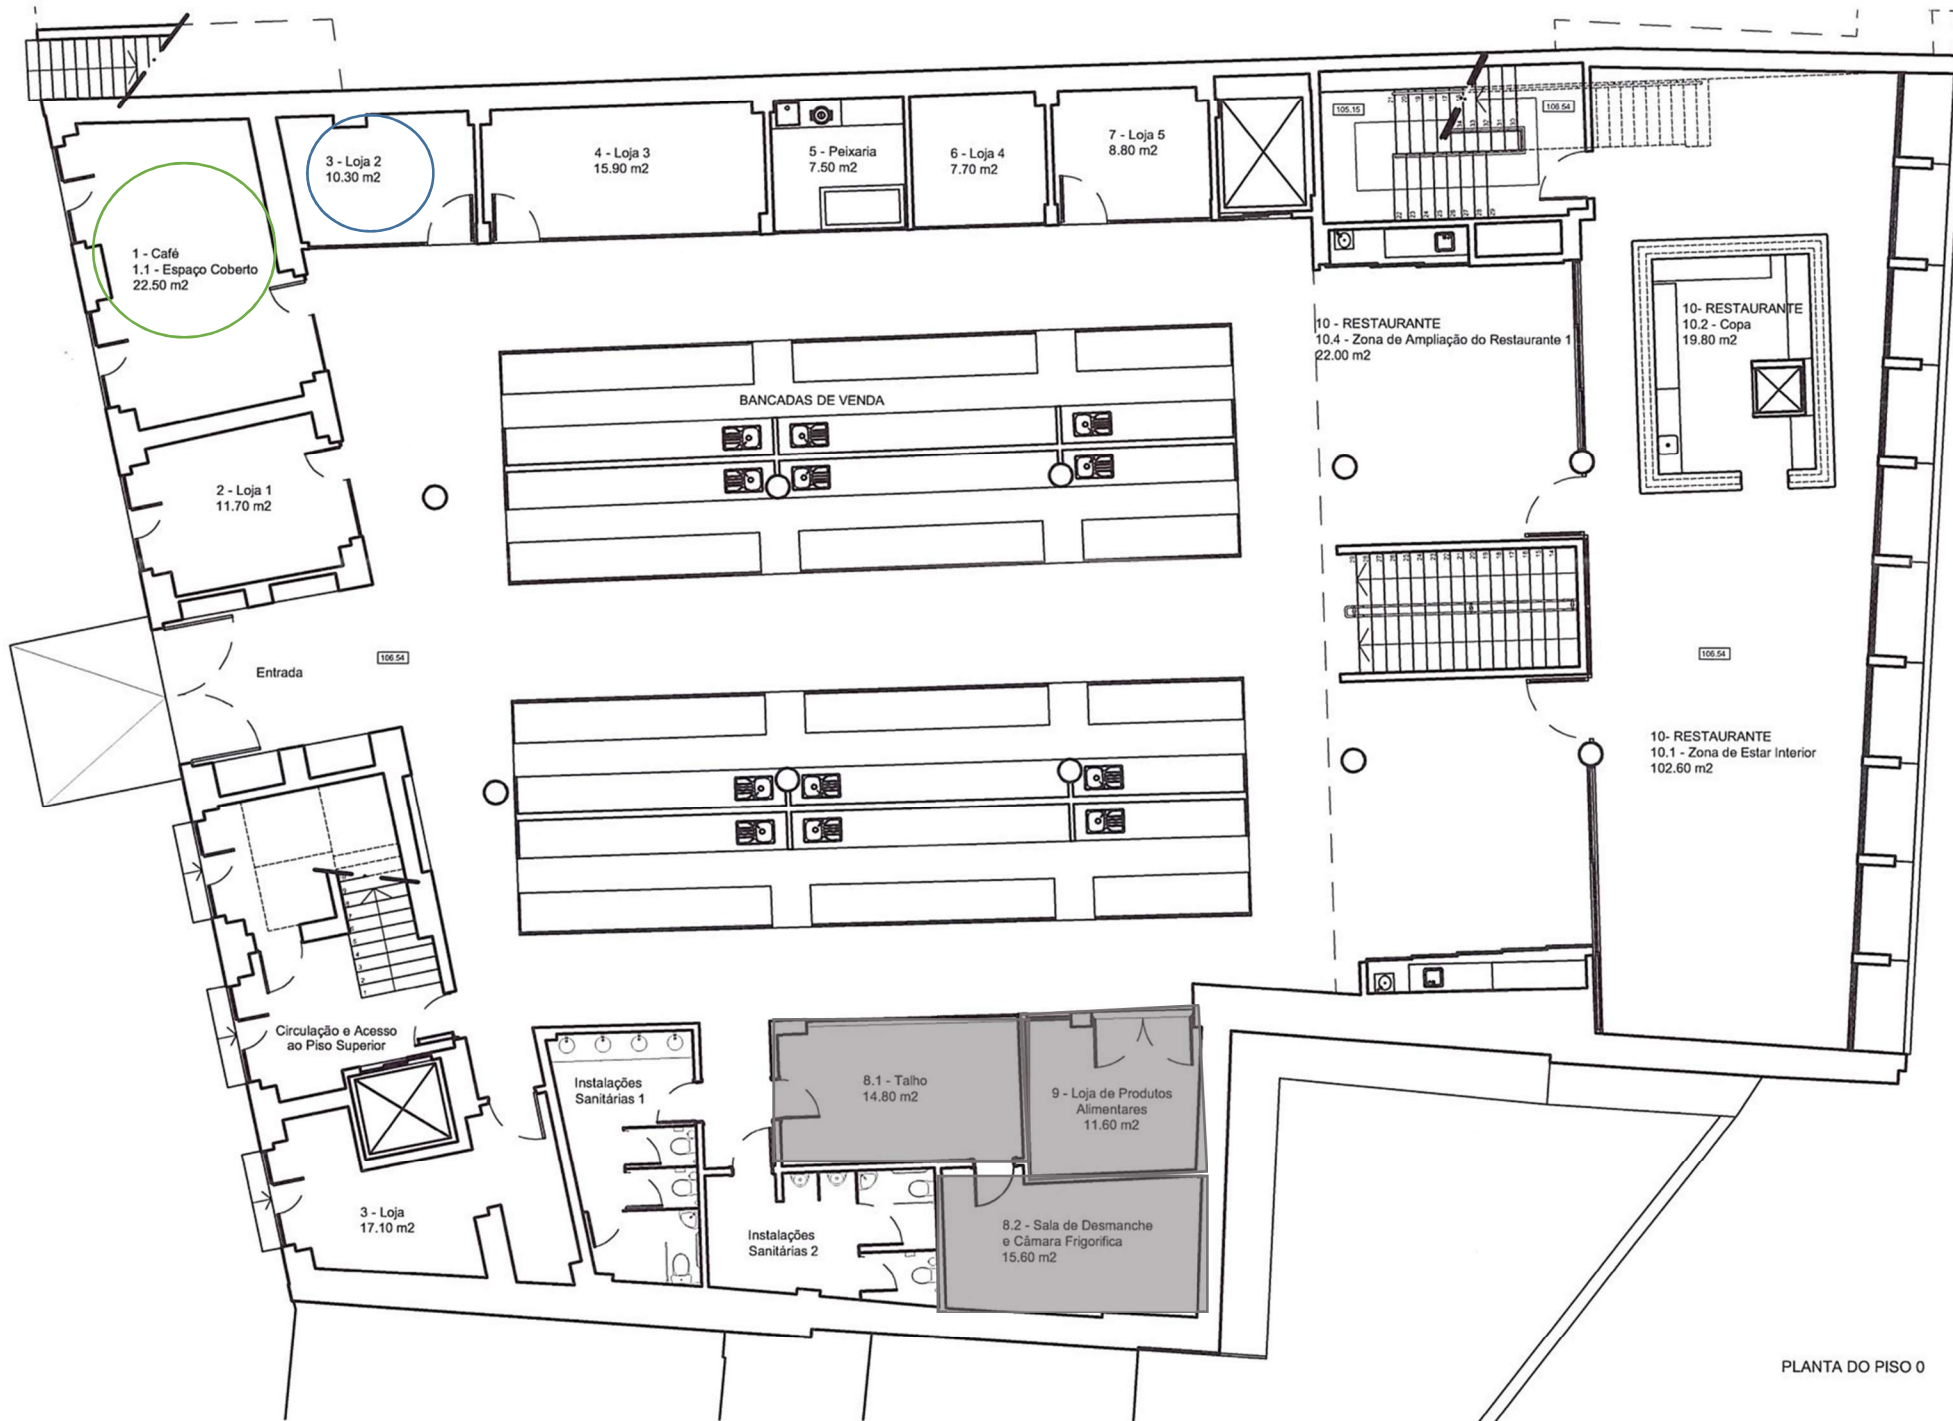 3 - Loja 2
10.30 m2
4 - Loja 3
15.90 m2
5 - Peixaria
7.50 m2
6 - Loja 4
7.70 m2
7 - Loja 5
8.80 m2
105.15
106.54
1 - Café
1.1 - Espaço Coberto
22.50 m2
10 - RESTAURANTE
10.4 - Zona de Ampliação do Restaurante 1
22.00 m2
10- RESTAURANTE
10.2 - Copa
19.80 m2
BANCADAS DE VENDA
2 - Loja 1
11.70 m2
Entrada
106.54
106.54
10- RESTAURANTE
10.1 - Zona de Estar Interior
102.60 m2
Circulação e Acesso
ao Piso Superior
Instalações
Sanitárias 1
8.1 - Talho
14.80 m2
9 - Loja de Produtos
Alimentares
11.60 m2
3 - Loja
17.10 m2
Instalações
Sanitárias 2
8.2 - Sala de Desmanche
e Câmara Frigorifica
15.60 m2
PLANTA DO PISO 0